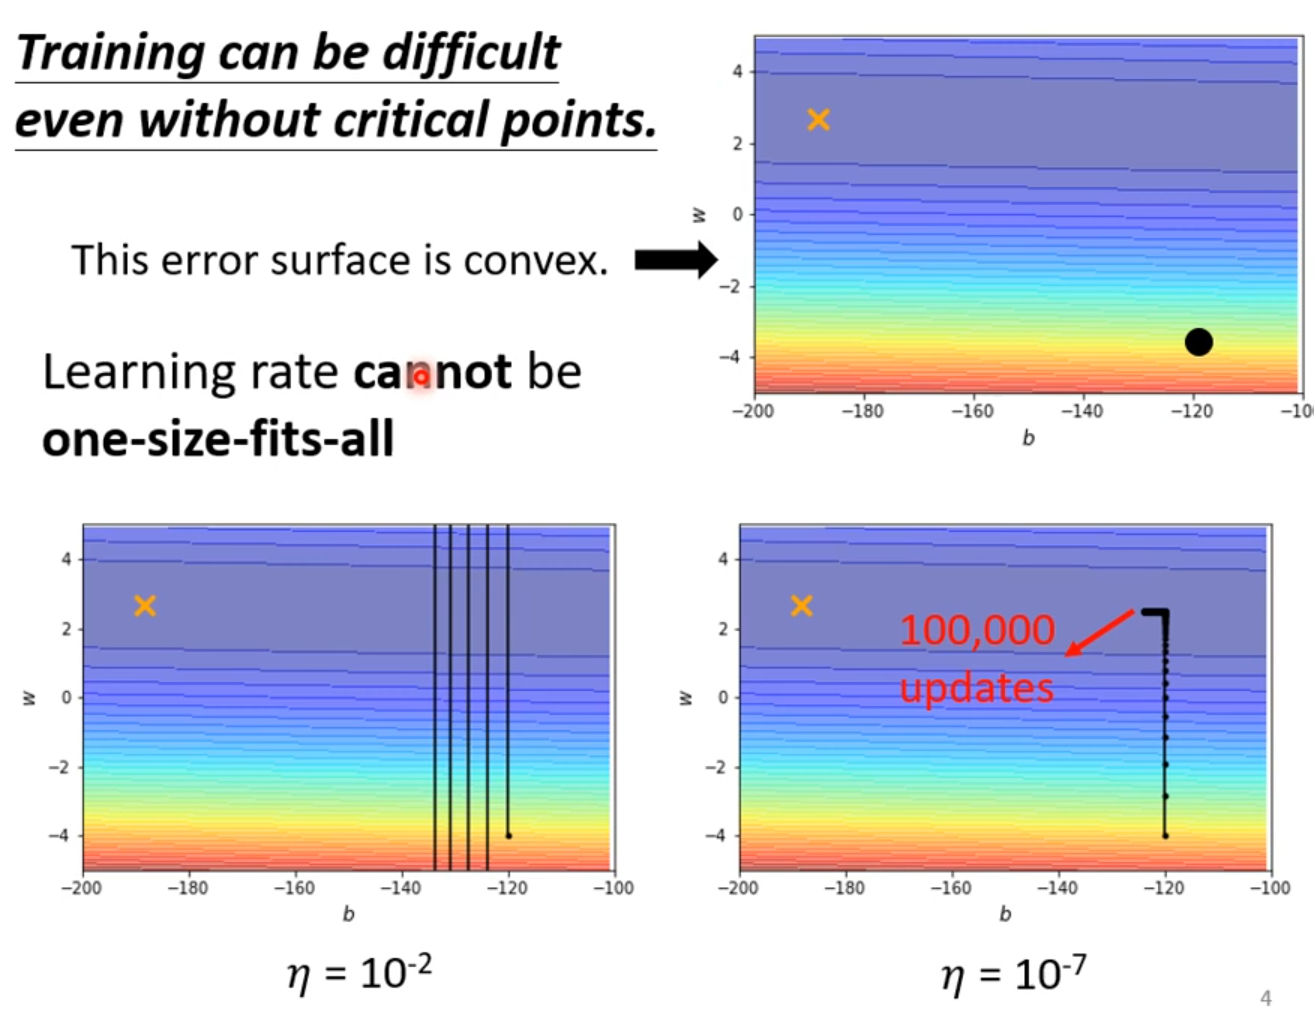 Training can be difficult
even without critical points.
This error surface is convex.
Learning rate cannot be
one-size-fits-all
4
2
0
−2
−4
w
−200
−180
−160
−140
−120
−10
b
4
2
0
−2
−4
w
−200
−180
−160
−140
−120
−100
b
η = 10-2
4
2
0
−2
−4
w
100,000
updates
−200
−180
−160
−140
−120
−100
b
η = 10-7
4